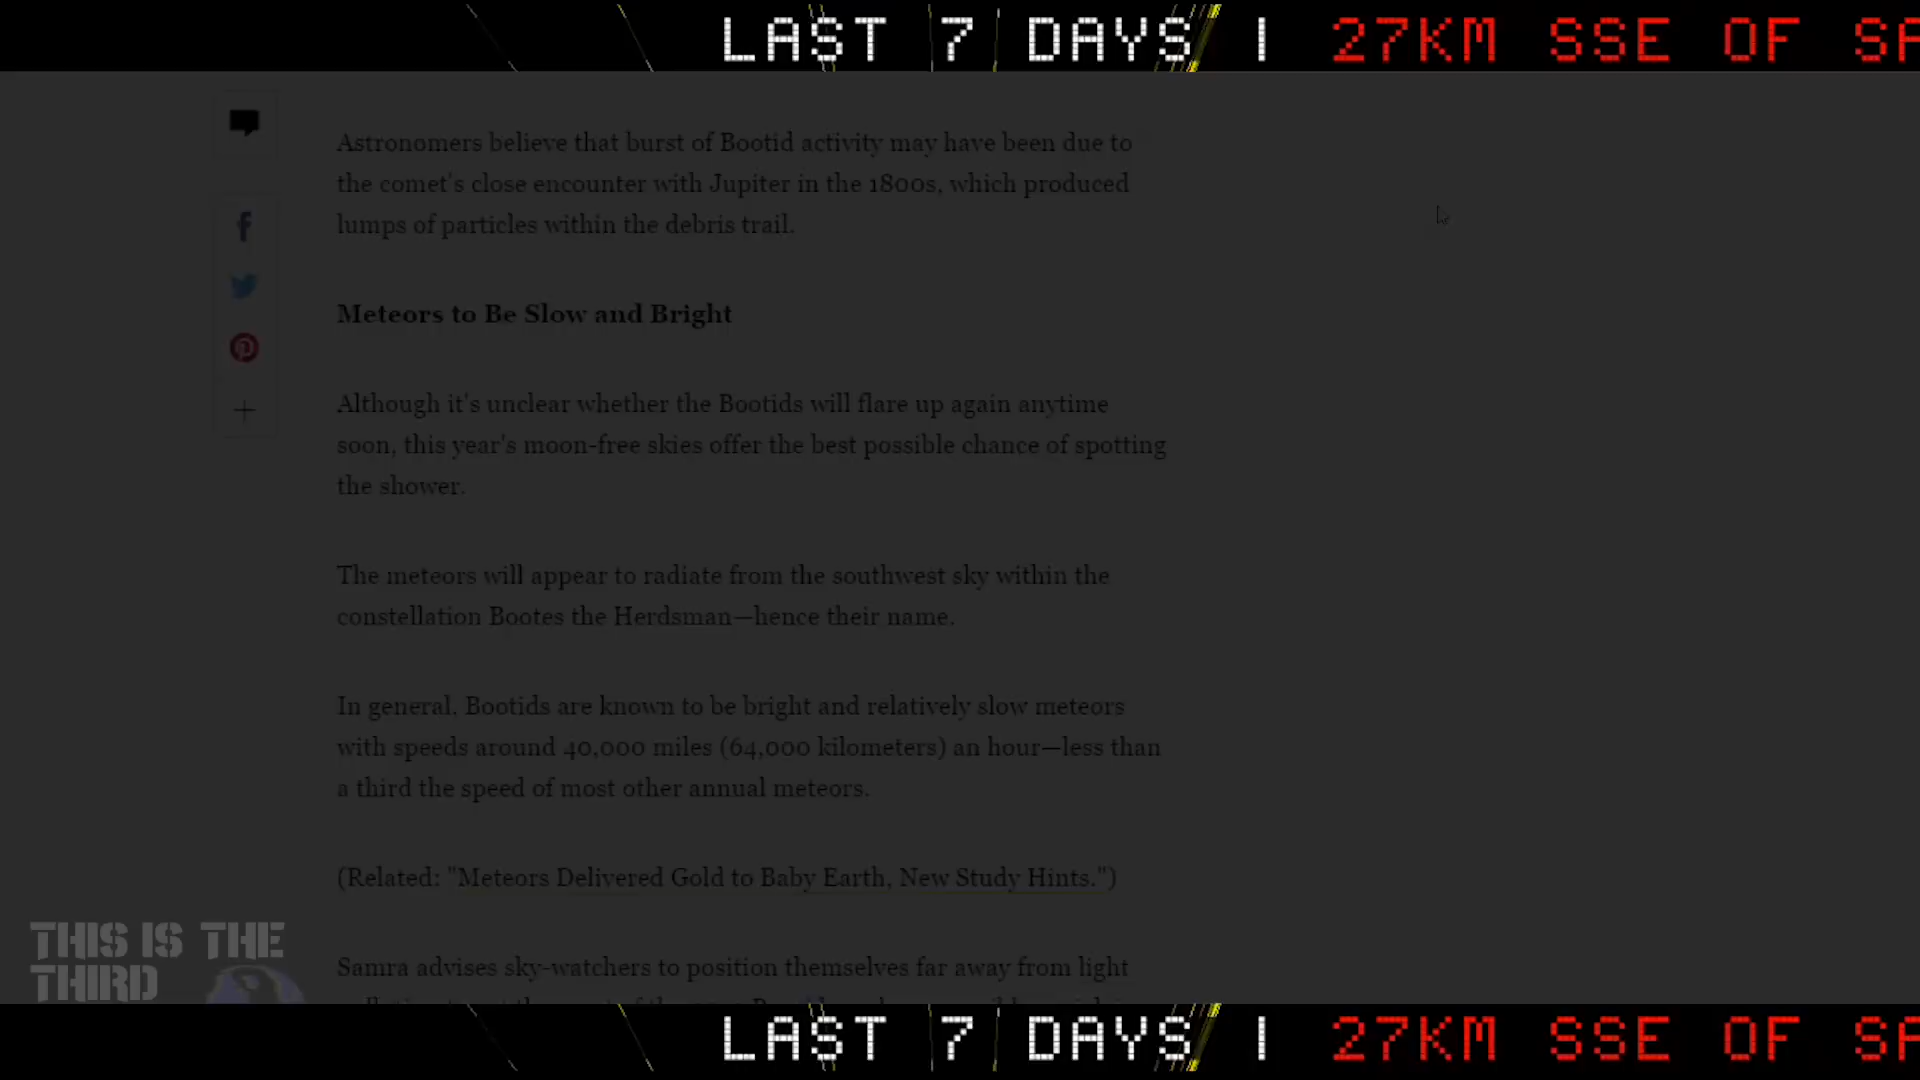 LAST 7 DAYS | 27KM SSE OF
Astronomers believe that burst of Bootid activity may have been due to
the comet's close encounter with Jupiter in the 1800s, which produced
lumps of particles within the debris trail.
Meteors to Be Slow and Bright
Although it's unclear whether the Bootids will flare up again anytime
soon, this year's moon-free skies offer the best possible chance of spotting
the shower.
The meteors will appear to radiate from the southwest sky within the
constellation Bootes the Herdsman—hence their name.
In general, Bootids are known to be bright and relatively slow meteors
with speeds around 40,000 miles (64,000 kilometers) an hour—less than
a third the speed of most other annual meteors.
(Related: "Meteors Delivered Gold to Baby Earth, New Study Hints.")
Samra advises sky-watchers to position themselves far away from light
THIS IS THE
THIRD
LAST 7 DAYS | 27KM SSE OF